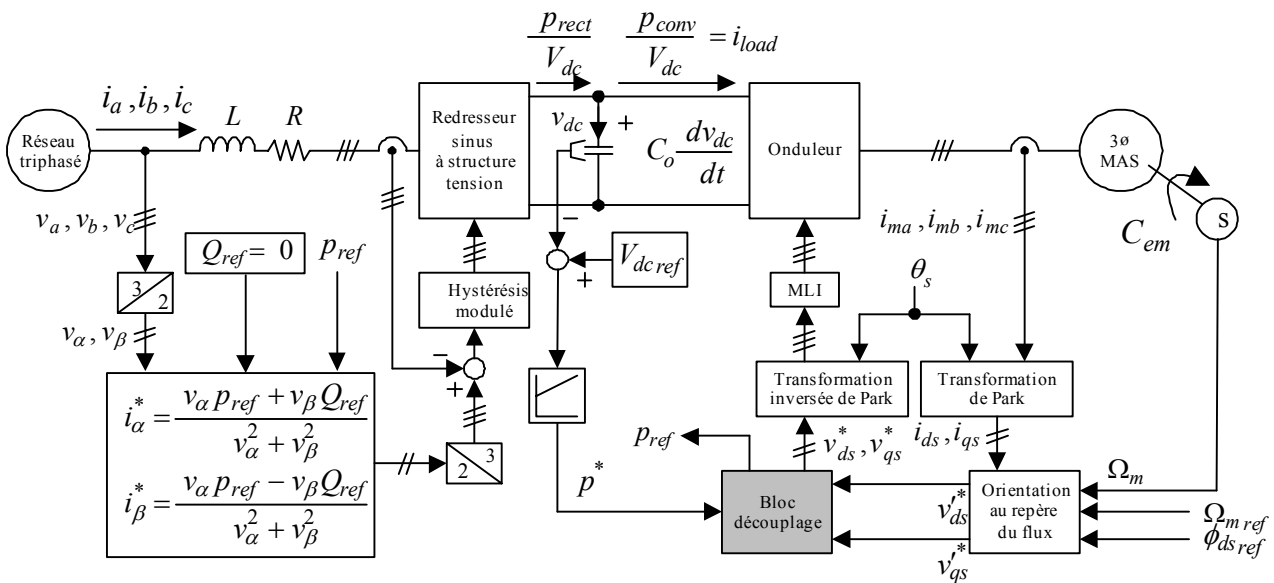 p_rect / V_dc
p_conv / V_dc = i_load
i_a , i_b , i_c
L
R
Réseau
triphasé
Redresseur
sinus
à structure
tension
v_dc
+
C_o dv_dc / dt
Onduleur
3ø
MAS
v_a , v_b , v_c
i_ma , i_mb , i_mc
C_em
s
Q_ref = 0
p_ref
−
+
V_dc ref
θ_s
3
2
Hystérésis
modulé
MLI
v_α , v_β
−
+
Transformation
inversée de Park
Transformation
de Park
i*_α = (v_α p_ref + v_β Q_ref) / (v²_α + v²_β)
i*_β = (v_α p_ref − v_β Q_ref) / (v²_α + v²_β)
3
2
p*
p_ref
v*_ds , v*_qs
i_ds , i_qs
Bloc
découplage
v′*_ds
v′*_qs
Orientation
au repère
du flux
Ω_m
Ω_m ref
ϕ_ds ref